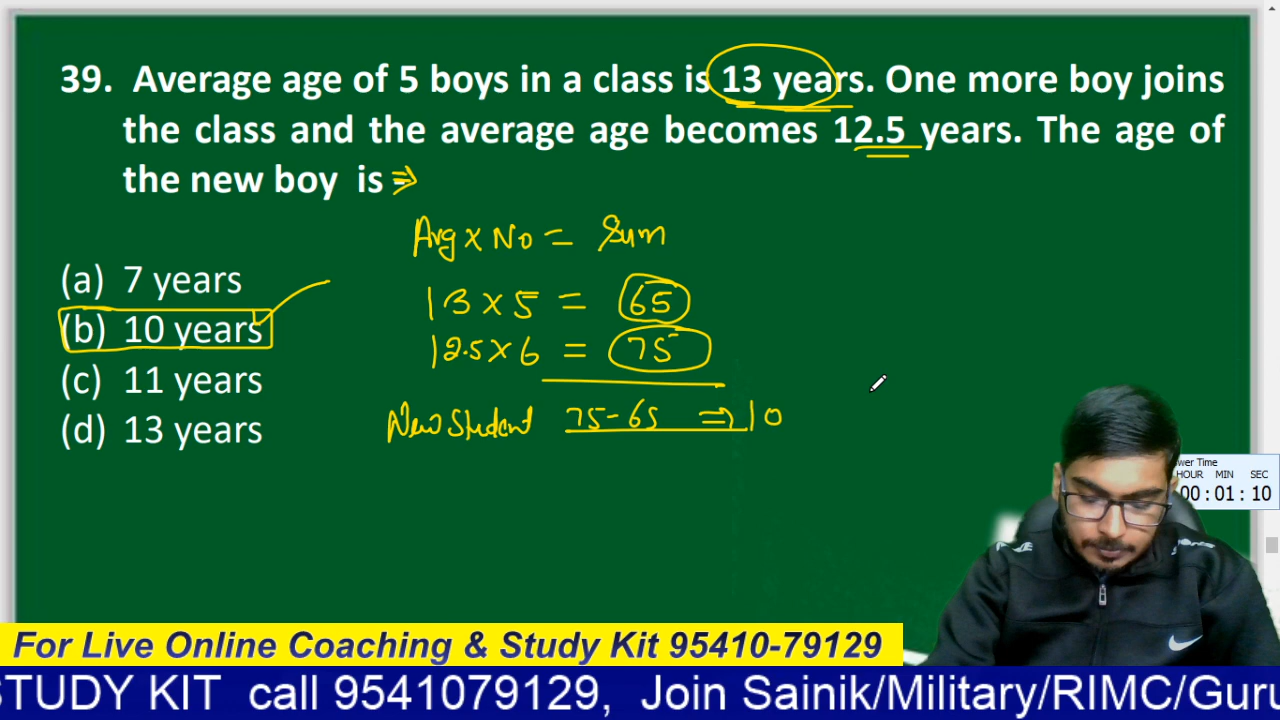 39. Average age of 5 boys in a class is 13 years. One more boy joins
the class and the average age becomes 12.5 years. The age of
the new boy is ⇒
Avg x No = Sum
(a) 7 years
13 x 5 = 65
(b) 10 years
12.5 x 6 = 75
(c) 11 years
New Student 75-65 ⇒ 10
(d) 13 years
wer Time
HOUR MIN SEC
00 : 01 : 10
For Live Online Coaching & Study Kit 95410-79129
STUDY KIT call 9541079129, Join Sainik/Military/RIMC/Guru